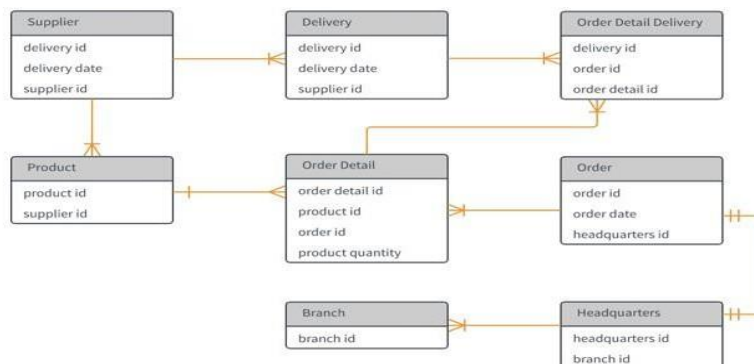 Supplier
delivery id
delivery date
supplier id
Delivery
delivery id
delivery date
supplier id
Order Detail Delivery
delivery id
order id
order detail id
Product
product id
supplier id
Order Detail
order detail id
product id
order id
product quantity
Order
order id
order date
headquarters id
Branch
branch id
Headquarters
headquarters id
branch id